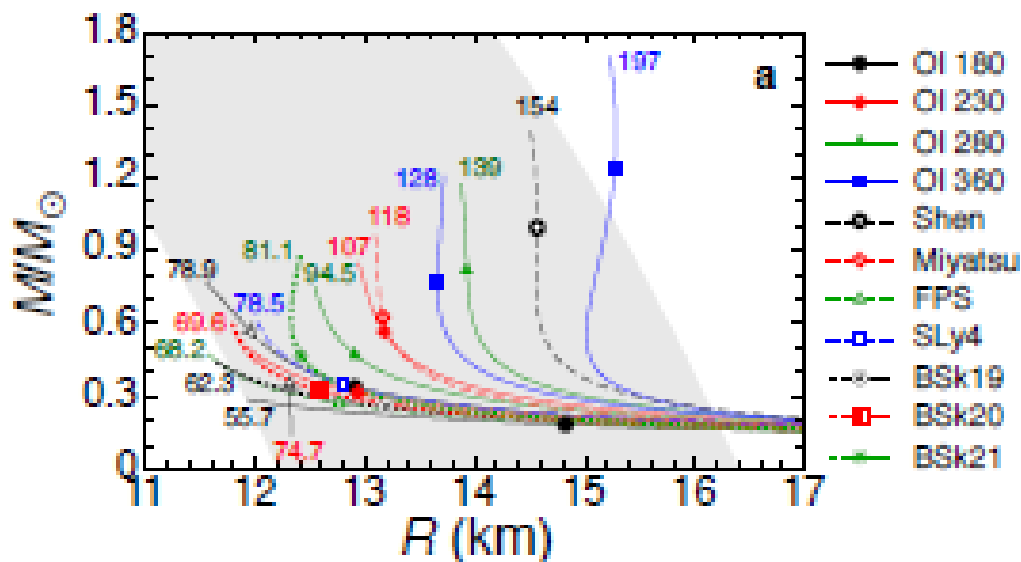 1.8
1.5
1.2
0.9
0.6
0.3
0
M/M⊙
a
197
154
139
128
118
107
81.1
94.5
78.9
78.5
69.6
68.2
62.3
55.7
74.7
11 12 13 14 15 16 17
R (km)
OI 180
OI 230
OI 280
OI 360
Shen
Miyatsu
FPS
SLy4
BSk19
BSk20
BSk21